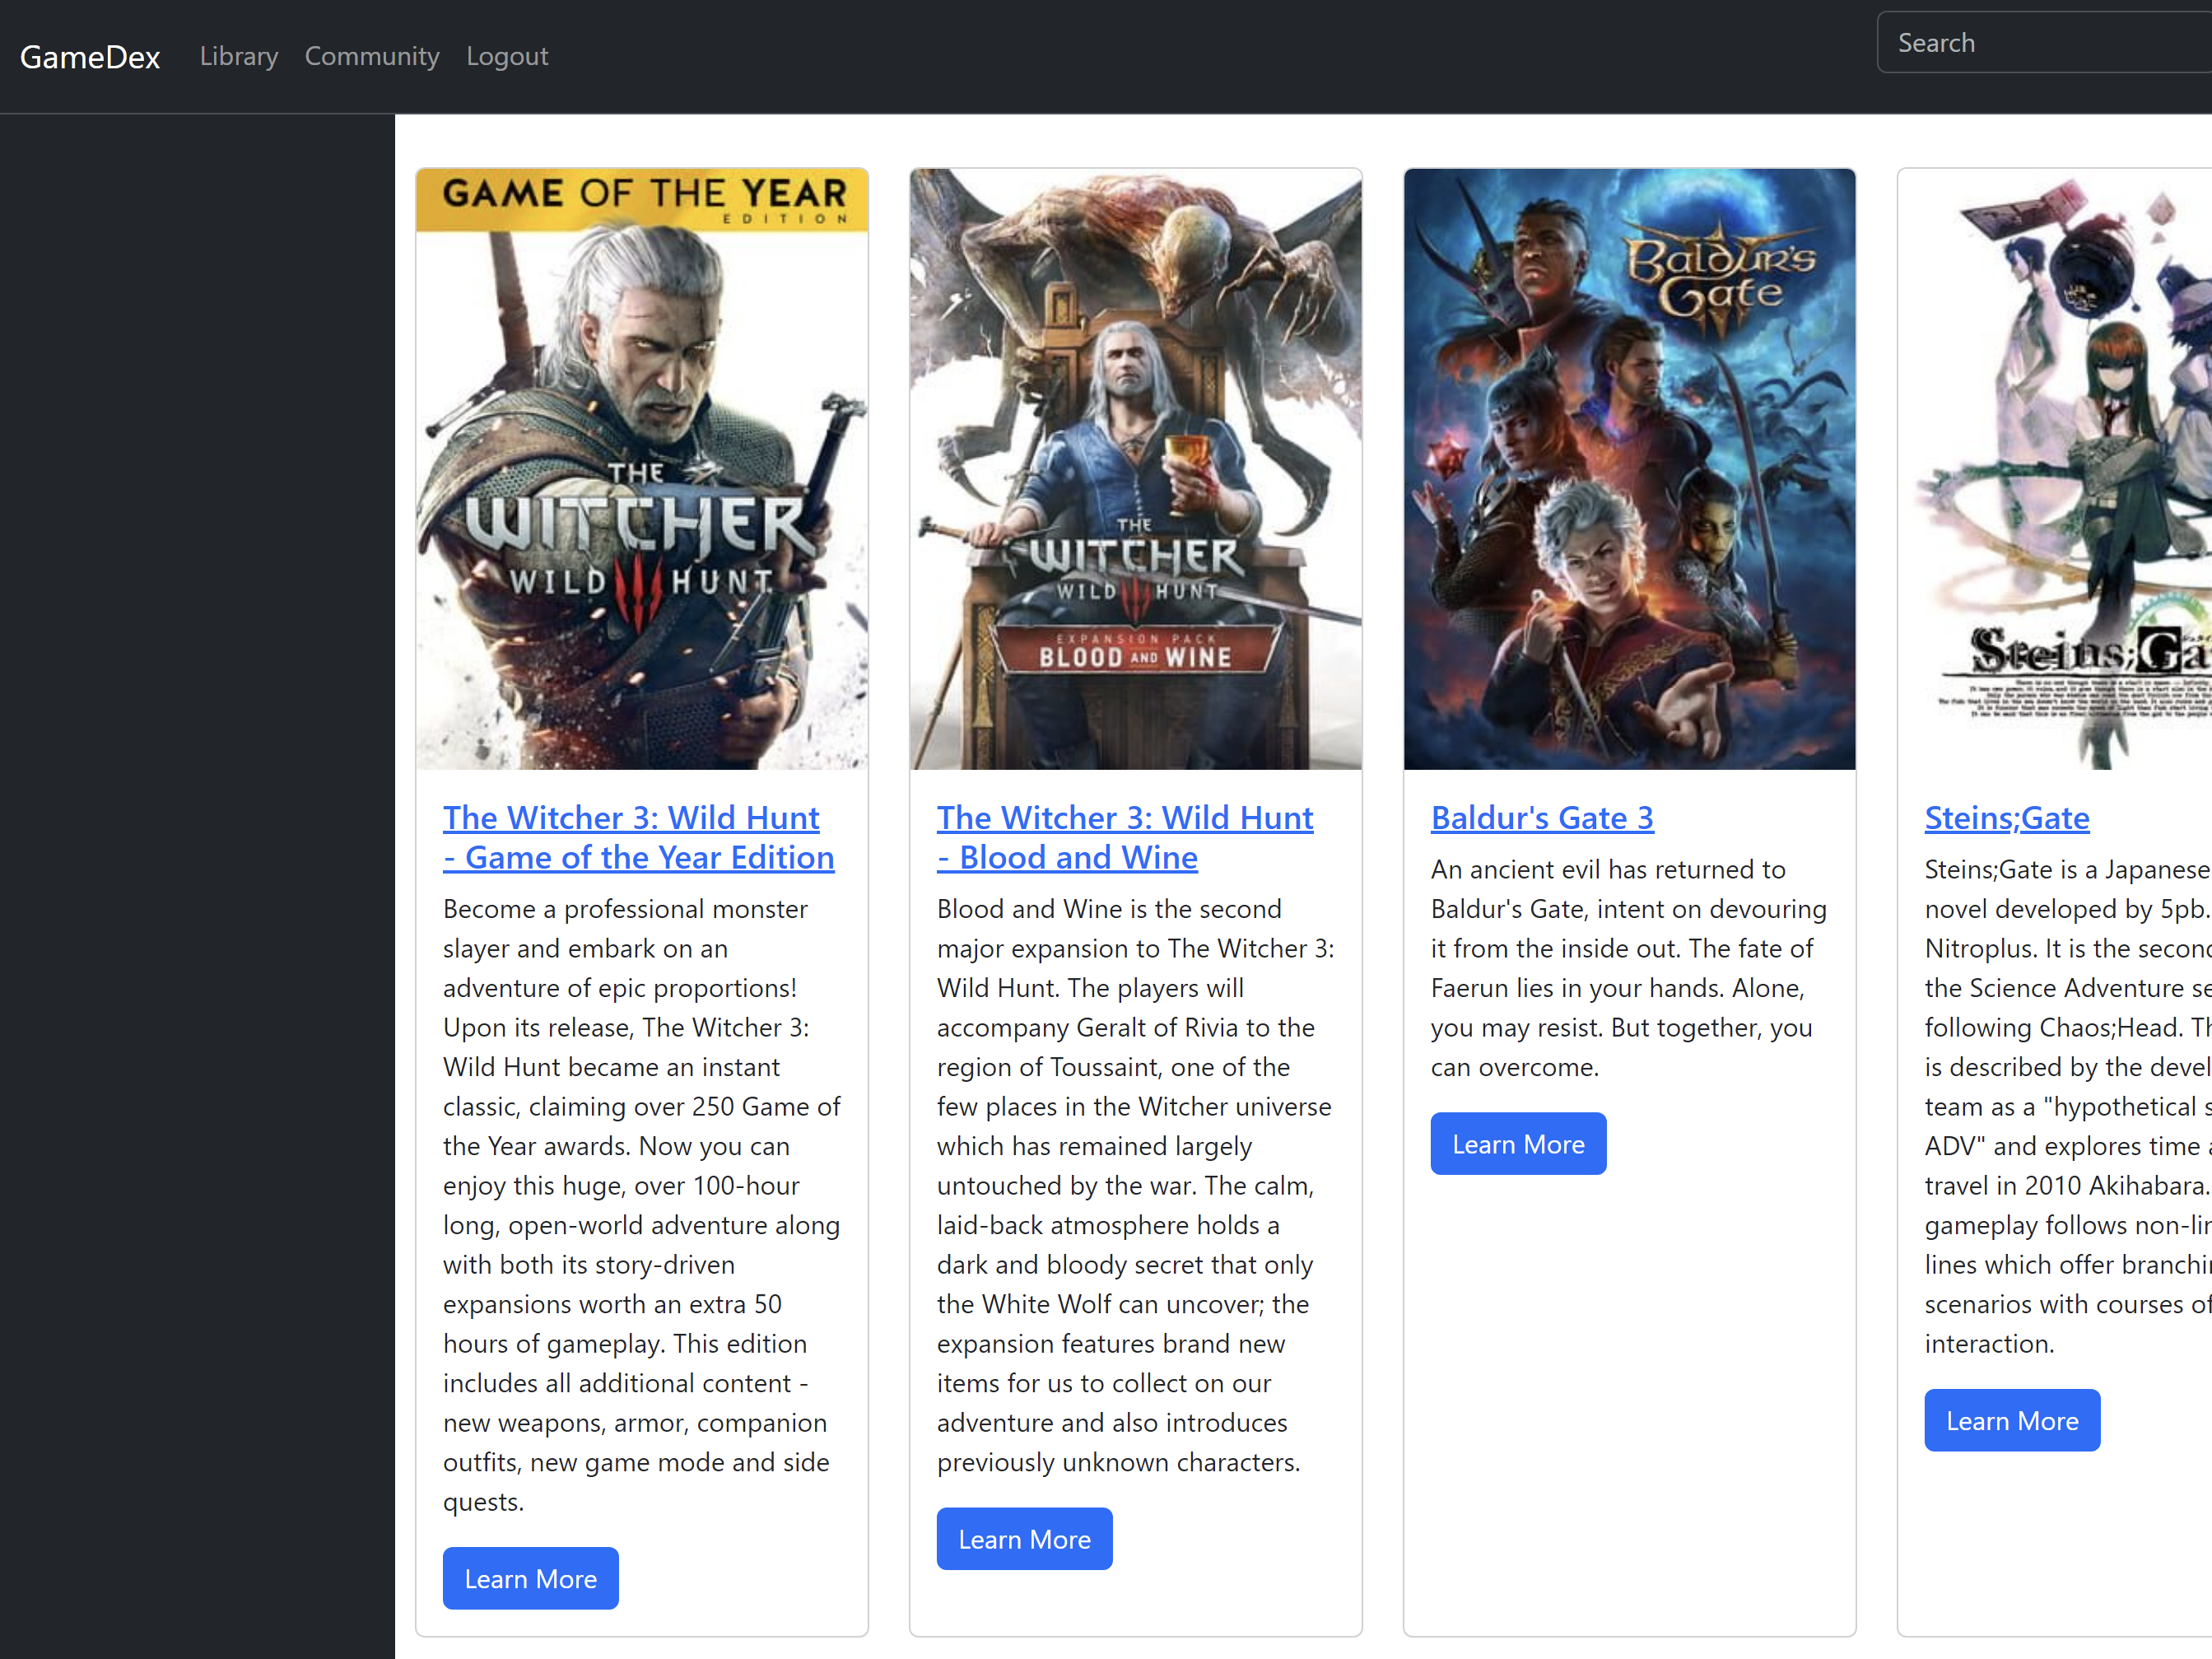 GameDex Library Community Logout Search
GAME OF THE YEAR
EDITION
THE
WITCHER
WILD HUNT
The Witcher 3: Wild Hunt
- Game of the Year Edition
Become a professional monster
slayer and embark on an
adventure of epic proportions!
Upon its release, The Witcher 3:
Wild Hunt became an instant
classic, claiming over 250 Game of
the Year awards. Now you can
enjoy this huge, over 100-hour
long, open-world adventure along
with both its story-driven
expansions worth an extra 50
hours of gameplay. This edition
includes all additional content -
new weapons, armor, companion
outfits, new game mode and side
quests.
Learn More
THE
WITCHER
WILD HUNT
EXPANSION PACK
BLOOD AND WINE
The Witcher 3: Wild Hunt
- Blood and Wine
Blood and Wine is the second
major expansion to The Witcher 3:
Wild Hunt. The players will
accompany Geralt of Rivia to the
region of Toussaint, one of the
few places in the Witcher universe
which has remained largely
untouched by the war. The calm,
laid-back atmosphere holds a
dark and bloody secret that only
the White Wolf can uncover; the
expansion features brand new
items for us to collect on our
adventure and also introduces
previously unknown characters.
Learn More
BALDUR'S
GATE
Baldur's Gate 3
An ancient evil has returned to
Baldur's Gate, intent on devouring
it from the inside out. The fate of
Faerun lies in your hands. Alone,
you may resist. But together, you
can overcome.
Learn More
Steins;Ga
Steins;Gate
Steins;Gate is a Japanese
novel developed by 5pb.
Nitroplus. It is the second
the Science Adventure se
following Chaos;Head. Th
is described by the devel
team as a "hypothetical s
ADV" and explores time a
travel in 2010 Akihabara.
gameplay follows non-lin
lines which offer branchin
scenarios with courses of
interaction.
Learn More